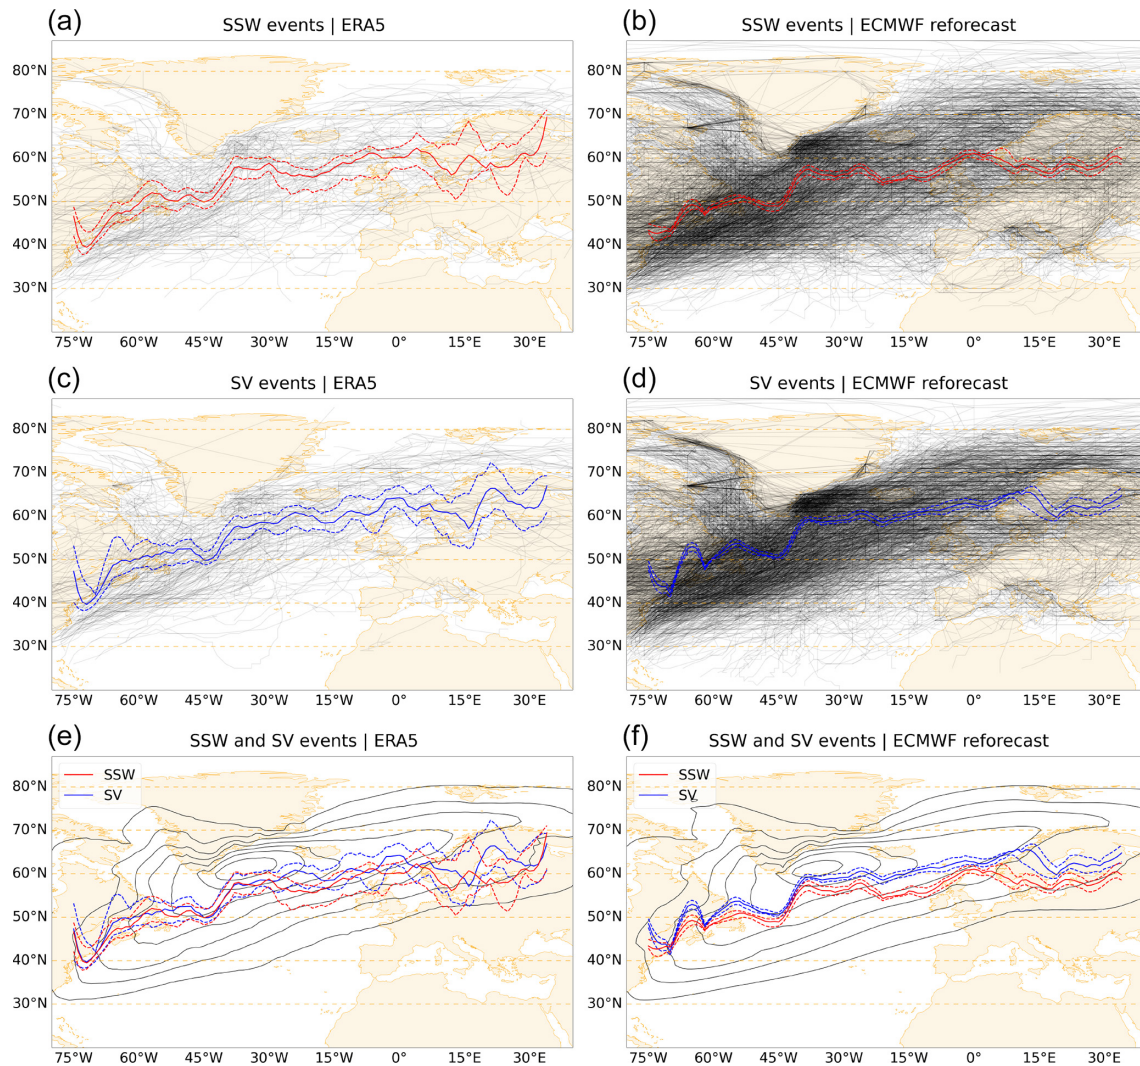 (a) (b)
SSW events | ERA5 SSW events | ECMWF reforecast
80°N 80°N
70°N 70°N
60°N 60°N
50°N 50°N
40°N 40°N
30°N 30°N
75°W 60°W 45°W 30°W 15°W 0° 15°E 30°E 75°W 60°W 45°W 30°W 15°W 0° 15°E 30°E
(c) (d)
SV events | ERA5 SV events | ECMWF reforecast
80°N 80°N
70°N 70°N
60°N 60°N
50°N 50°N
40°N 40°N
30°N 30°N
75°W 60°W 45°W 30°W 15°W 0° 15°E 30°E 75°W 60°W 45°W 30°W 15°W 0° 15°E 30°E
(e) (f)
SSW and SV events | ERA5 SSW and SV events | ECMWF reforecast
SSW SSW
SV SV
80°N 80°N
70°N 70°N
60°N 60°N
50°N 50°N
40°N 40°N
30°N 30°N
75°W 60°W 45°W 30°W 15°W 0° 15°E 30°E 75°W 60°W 45°W 30°W 15°W 0° 15°E 30°E